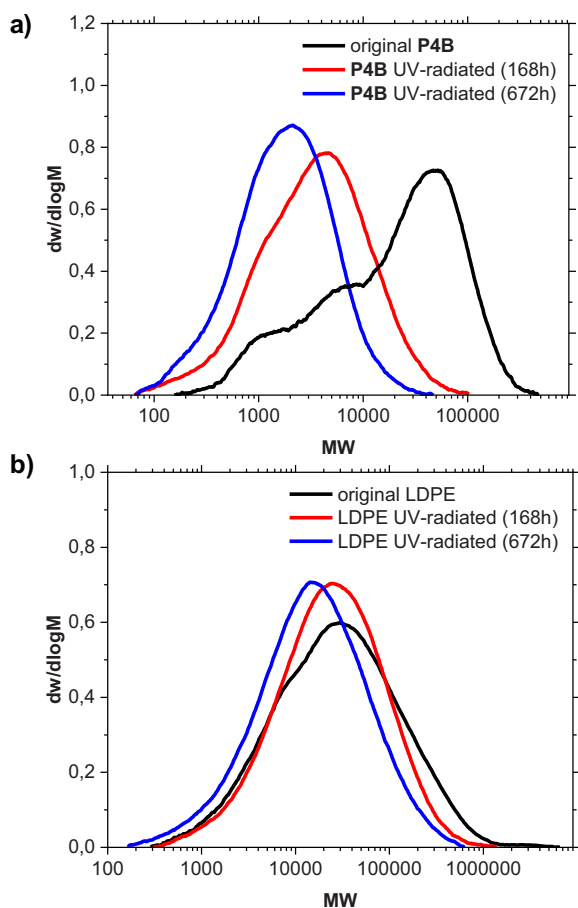 a)
1,2
1,0
0,8
0,6
0,4
0,2
0,0
dw/dlogM
original P4B
P4B UV-radiated (168h)
P4B UV-radiated (672h)
100 1000 10000 100000
MW
b)
1,0
0,8
0,6
0,4
0,2
0,0
dw/dlogM
original LDPE
LDPE UV-radiated (168h)
LDPE UV-radiated (672h)
100 1000 10000 100000 1000000
MW